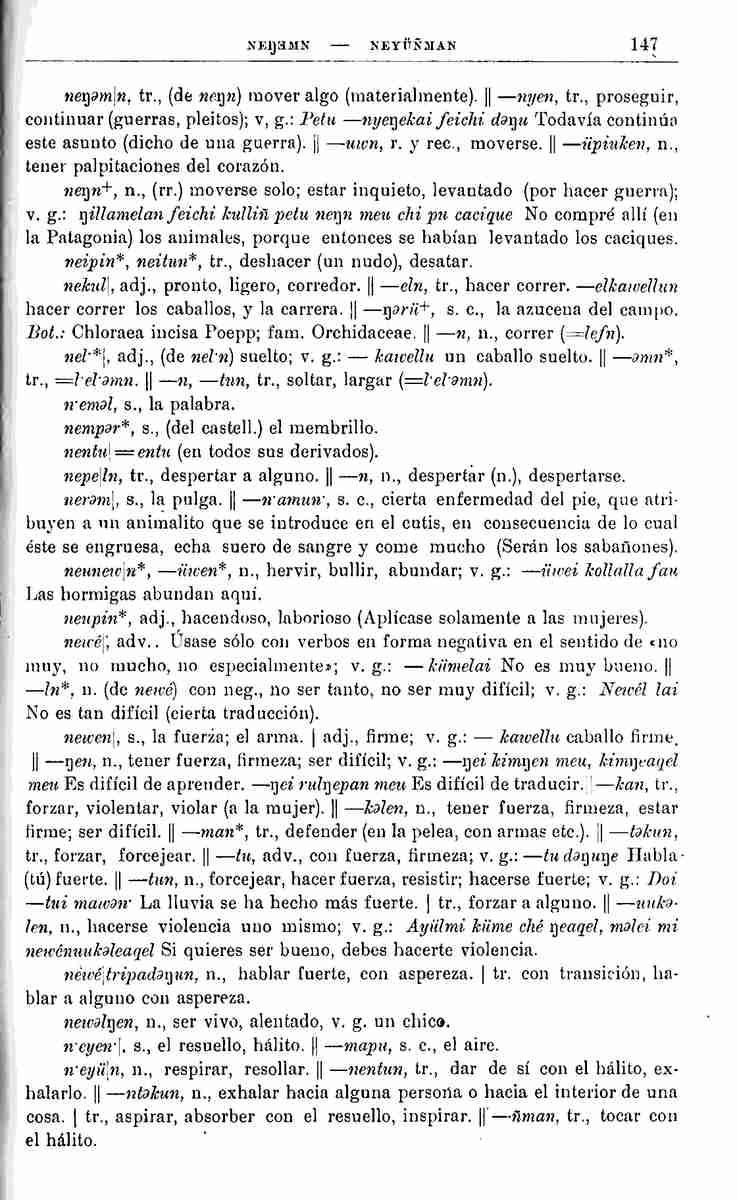 NEŊƏMN — NEYÜÑMAN 147
neŋəm|n, tr., (de neŋn) mover algo (materialmente). || —nyen, tr., proseguir,
continuar (guerras, pleitos); v, g.: Petu —nyeŋekai feichi dəŋu Todavía continúa
este asunto (dicho de una guerra). || —uwn, r. y rec., moverse. || —üpiuken, n.,
tener palpitaciones del corazón.
neŋn+, n., (rr.) moverse solo; estar inquieto, levantado (por hacer guerra);
v. g.: ŋillamelan feichi kulliñ petu neŋn meu chi pu cacique No compré allí (en
la Patagonia) los animales, porque entonces se habían levantado los caciques.
neipin*, neitun*, tr., deshacer (un nudo), desatar.
nekul|, adj., pronto, ligero, corredor. || —eln, tr., hacer correr. —elkawellun
hacer correr los caballos, y la carrera. || —ŋərü+, s. c., la azucena del campo.
Bot.: Chloraea incisa Poepp; fam. Orchidaceae. || —n, n., correr (=lefn).
nel·*|, adj., (de nel·n) suelto; v. g.: — kawellu un caballo suelto. || —əmn*,
tr., =l·el·əmn. || —n, —tun, tr., soltar, largar (=l·el·əmn).
n·eməl, s., la palabra.
nempər*, s., (del castell.) el membrillo.
nentu| = entu (en todos sus derivados).
nepe|ln, tr., despertar a alguno. || —n, n., despertar (n.), despertarse.
nerəm|, s., la pulga. || —n·amun·, s. c., cierta enfermedad del pie, que atri-
buyen a un animalito que se introduce en el cutis, en consecuencia de lo cual
éste se engruesa, echa suero de sangre y come mucho (Serán los sabañones).
neunew|n*, —üwen*, n., hervir, bullir, abundar; v. g.: —üwei kollalla fau
Las hormigas abundan aquí.
neupin*, adj., hacendoso, laborioso (Aplícase solamente a las mujeres).
newé|; adv.. Úsase sólo con verbos en forma negativa en el sentido de «no
muy, no mucho, no especialmente»; v. g.: — kümelai No es muy bueno. ||
—ln*, n. (de newé) con neg., no ser tanto, no ser muy difícil; v. g.: Newél lai
No es tan difícil (cierta traducción).
newen|, s., la fuerza; el arma. | adj., firme; v. g.: — kawellu caballo firme.
|| —ŋen, n., tener fuerza, firmeza; ser difícil; v. g.: —ŋei kimŋen meu, kimŋeaqel
meu Es difícil de aprender. —ŋei rulŋepan meu Es difícil de traducir. | —kan, tr.,
forzar, violentar, violar (a la mujer). || —kəlen, n., tener fuerza, firmeza, estar
firme; ser difícil. || —man*, tr., defender (en la pelea, con armas etc.). || —təkun,
tr., forzar, forcejear. || —tu, adv., con fuerza, firmeza; v. g.: —tu dəŋuŋe Habla
(tú) fuerte. || —tun, n., forcejear, hacer fuerza, resistir; hacerse fuerte; v. g.: Doi
—tui mawən· La lluvia se ha hecho más fuerte. | tr., forzar a alguno. || —uukə-
len, n., hacerse violencia uno mismo; v. g.: Ayülmi küme ché ŋeaqel, məlei mi
newénuukəleaqel Si quieres ser bueno, debes hacerte violencia.
newé|tripadəŋun, n., hablar fuerte, con aspereza. | tr. con transición, ha-
blar a alguno con aspereza.
newəlŋen, n., ser vivo, alentado, v. g. un chico.
n·eyen·|, s., el resuello, hálito. || —mapu, s. c., el aire.
n·eyü|n, n., respirar, resollar. || —nentun, tr., dar de sí con el hálito, ex-
halarlo. || —ntəkun, n., exhalar hacia alguna persona o hacia el interior de una
cosa. | tr., aspirar, absorber con el resuello, inspirar. || —ñman, tr., tocar con
el hálito.